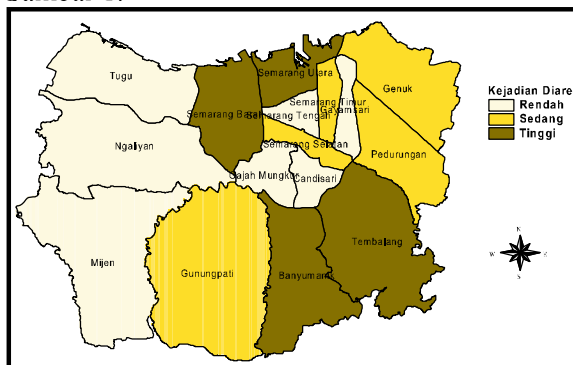 Tugu
Semarang Utara
Genuk
Semarang Timur
Gayamsari
Semarang Barat
Semarang Tengah
Ngaliyan
Semarang Selatan
Pedurungan
Gajah Mungkur
Candisari
Mijen
Gunungpati
Banyumanik
Tembalang
Kejadian Diare
Rendah
Sedang
Tinggi
N
W
E
S